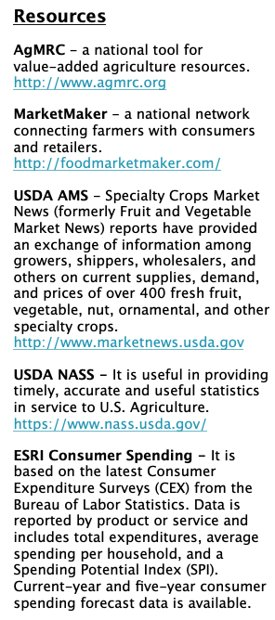 Resources
AgMRC – a national tool for
value-added agriculture resources.
http://www.agmrc.org
MarketMaker – a national network
connecting farmers with consumers
and retailers.
http://foodmarketmaker.com/
USDA AMS – Specialty Crops Market
News (formerly Fruit and Vegetable
Market News) reports have provided
an exchange of information among
growers, shippers, wholesalers, and
others on current supplies, demand,
and prices of over 400 fresh fruit,
vegetable, nut, ornamental, and other
specialty crops.
http://www.marketnews.usda.gov
USDA NASS – It is useful in providing
timely, accurate and useful statistics
in service to U.S. Agriculture.
https://www.nass.usda.gov/
ESRI Consumer Spending – It is
based on the latest Consumer
Expenditure Surveys (CEX) from the
Bureau of Labor Statistics. Data is
reported by product or service and
includes total expenditures, average
spending per household, and a
Spending Potential Index (SPI).
Current-year and five-year consumer
spending forecast data is available.